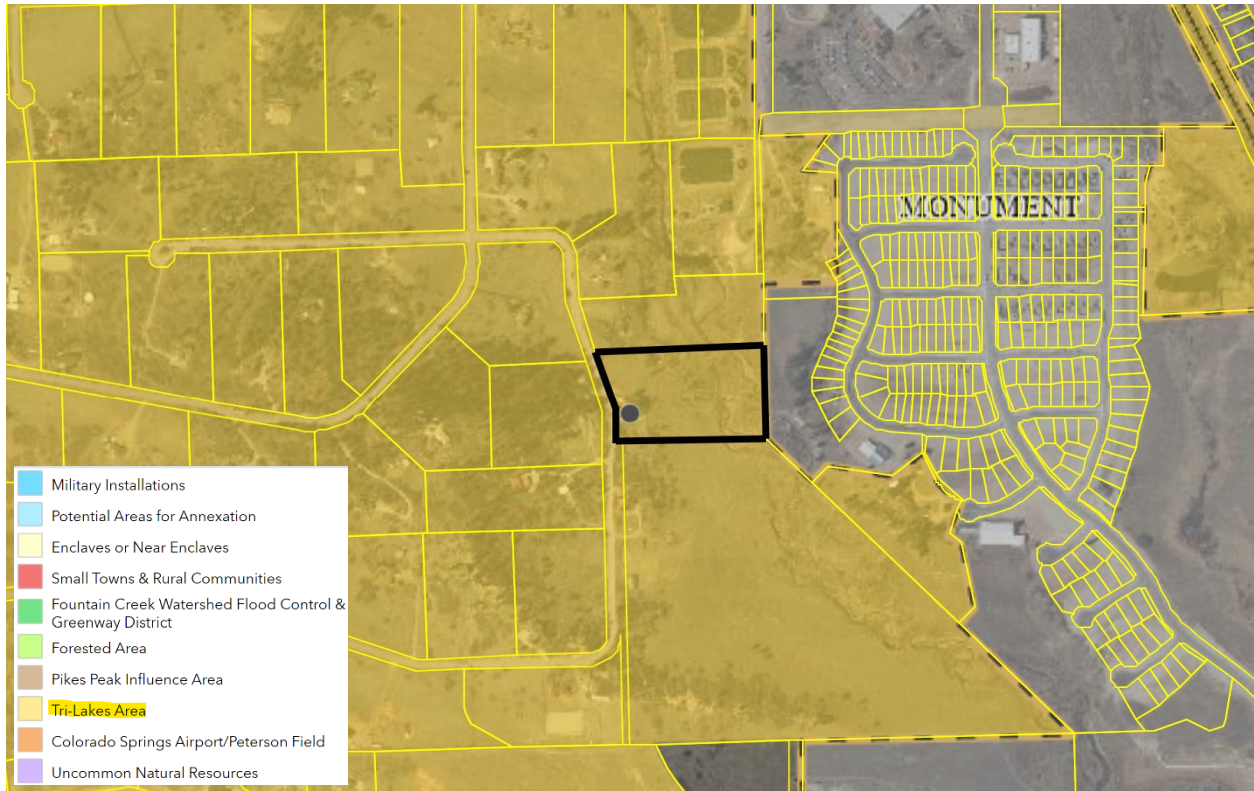 MONUMENT
Military Installations
Potential Areas for Annexation
Enclaves or Near Enclaves
Small Towns & Rural Communities
Fountain Creek Watershed Flood Control &
Greenway District
Forested Area
Pikes Peak Influence Area
Tri-Lakes Area
Colorado Springs Airport/Peterson Field
Uncommon Natural Resources